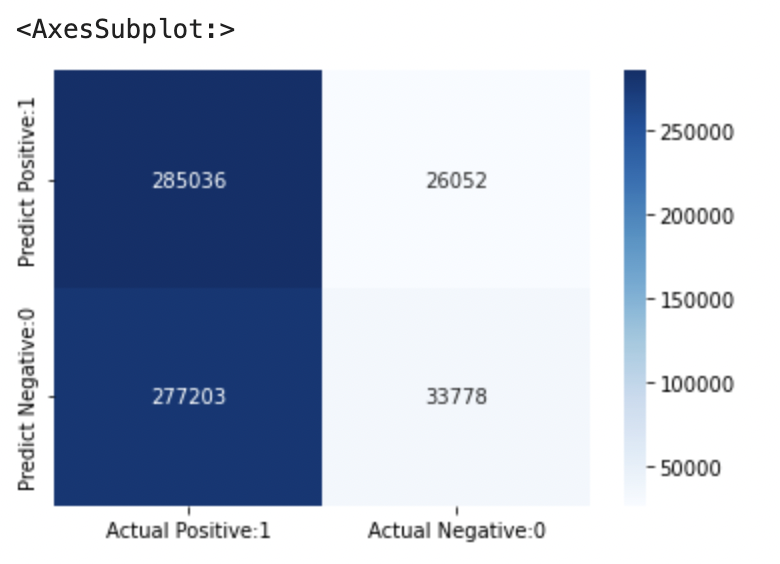 <AxesSubplot:>
Predict Positive:1
285036
26052
Predict Negative:0
277203
33778
Actual Positive:1
Actual Negative:0
250000
200000
150000
100000
50000